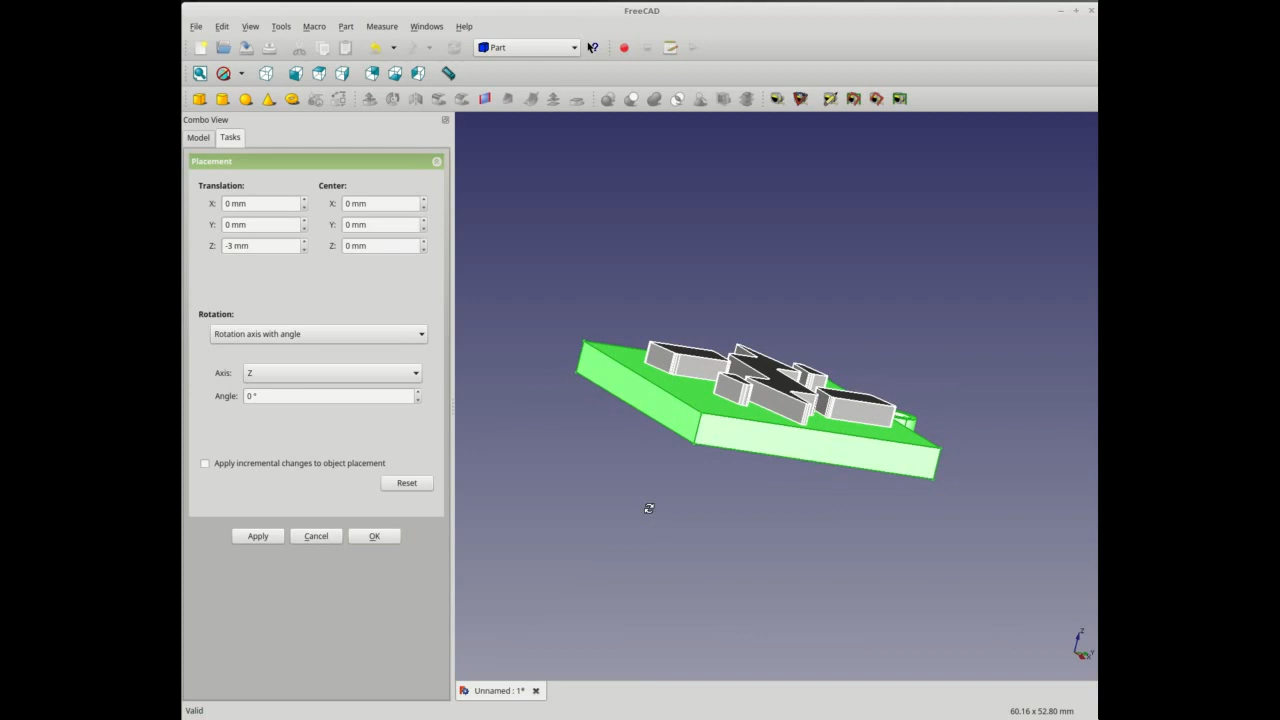 FreeCAD
File Edit View Tools Macro Part Measure Windows Help
Part
Combo View
Model Tasks
Placement
Translation: Center:
X: 0 mm X: 0 mm
Y: 0 mm Y: 0 mm
Z: -3 mm Z: 0 mm
Rotation:
Rotation axis with angle
Axis: Z
Angle: 0 °
Apply incremental changes to object placement
Reset
Apply Cancel OK
Z
Y
X
Unnamed : 1*
Valid 60.16 x 52.80 mm